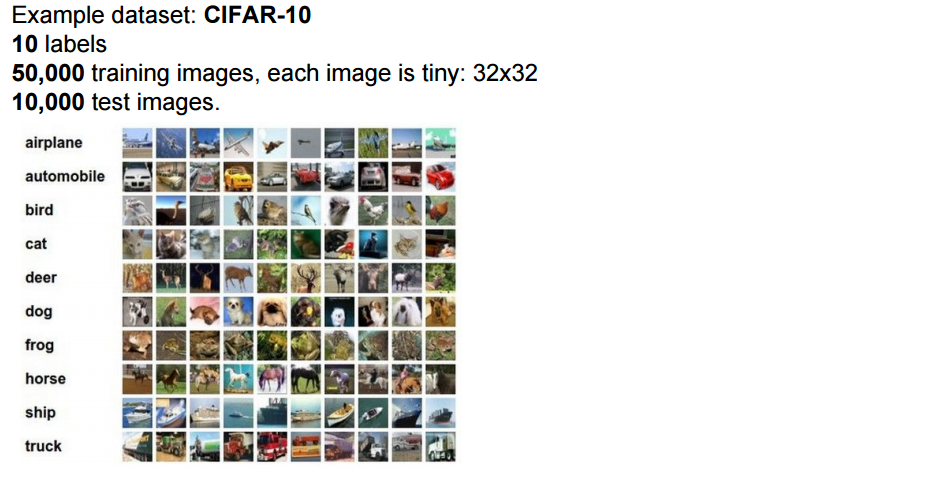 Example dataset: CIFAR-10
10 labels
50,000 training images, each image is tiny: 32x32
10,000 test images.
airplane
automobile
bird
cat
deer
dog
frog
horse
ship
truck